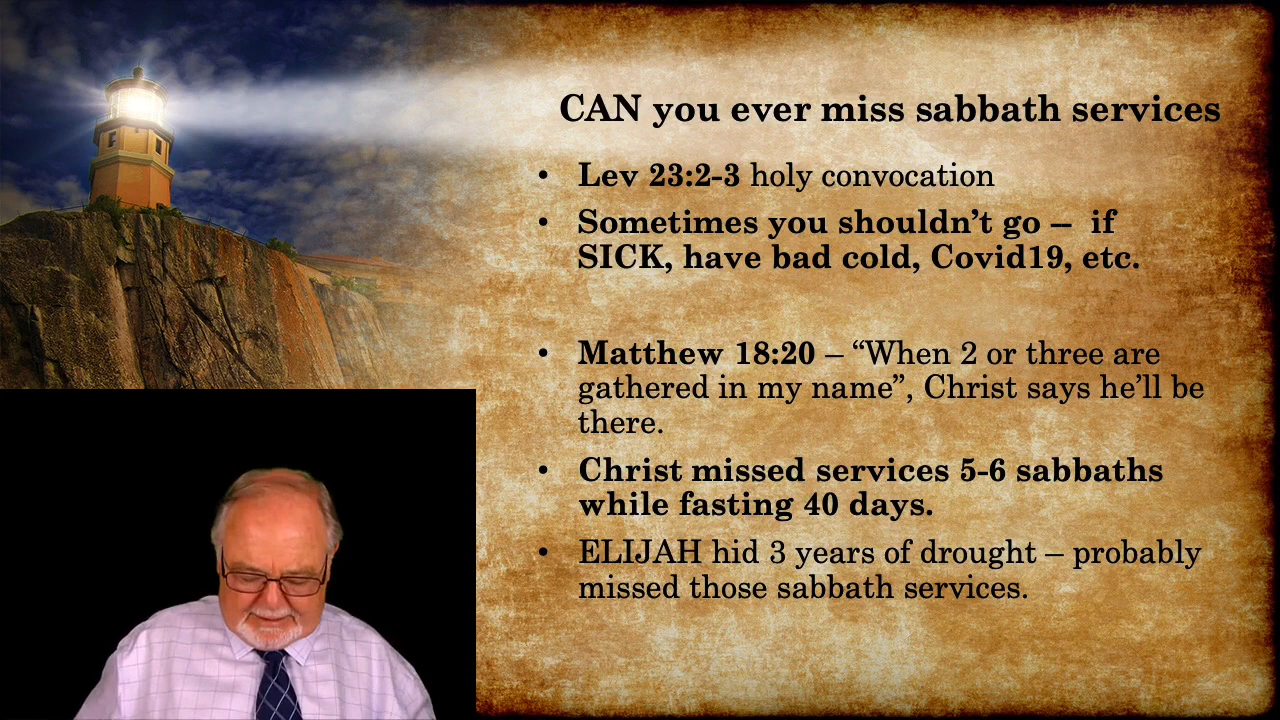 CAN you ever miss sabbath services
• Lev 23:2-3 holy convocation
• Sometimes you shouldn’t go – if
SICK, have bad cold, Covid19, etc.
• Matthew 18:20 – “When 2 or three are
gathered in my name”, Christ says he’ll be
there.
• Christ missed services 5-6 sabbaths
while fasting 40 days.
• ELIJAH hid 3 years of drought – probably
missed those sabbath services.